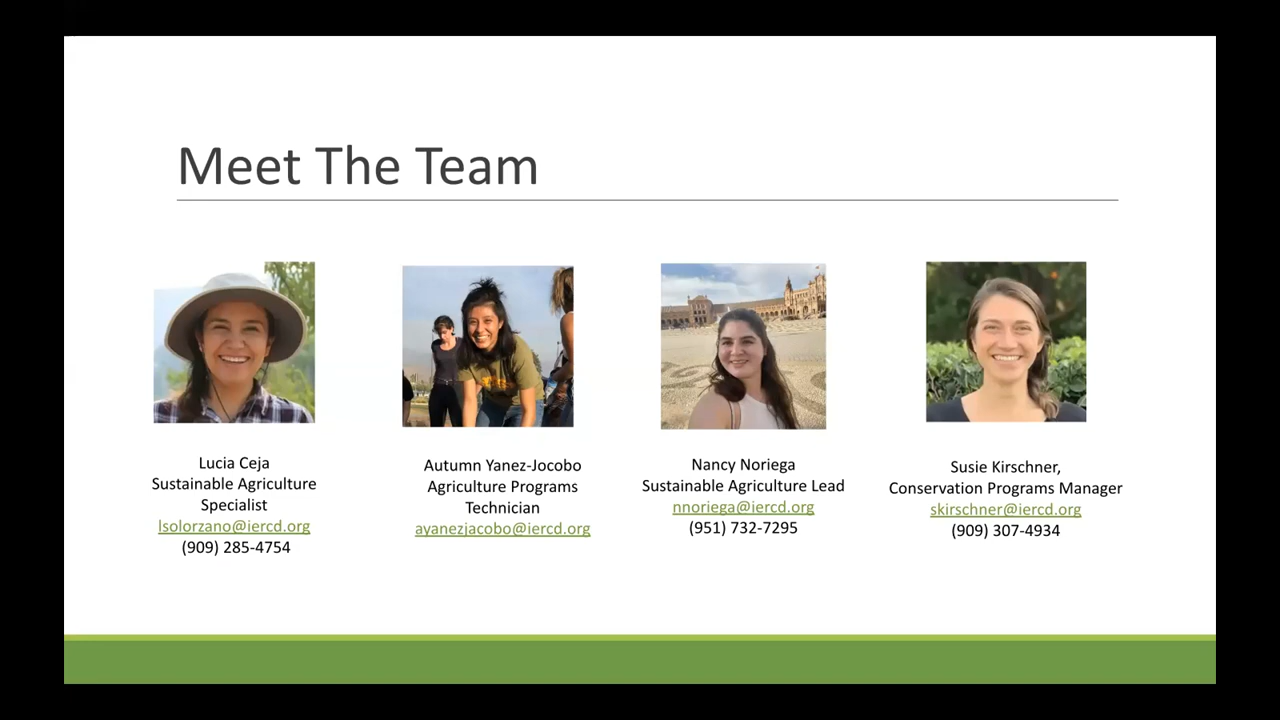 Meet The Team
Lucia Ceja
Sustainable Agriculture
Specialist
lsolorzano@iercd.org
(909) 285-4754
Autumn Yanez-Jocobo
Agriculture Programs
Technician
ayanezjacobo@iercd.org
Nancy Noriega
Sustainable Agriculture Lead
nnoriega@iercd.org
(951) 732-7295
Susie Kirschner,
Conservation Programs Manager
skirschner@iercd.org
(909) 307-4934